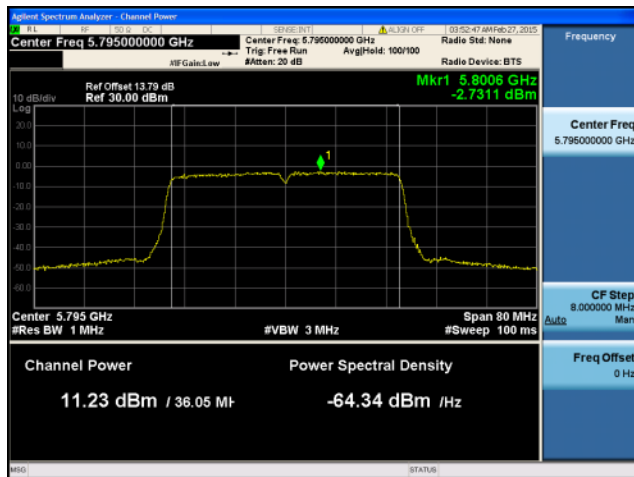 Agilent Spectrum Analyzer - Channel Power
RL RF 50 Ω DC SENSE:INT ALIGN OFF 03:52:47 AM Feb 27, 2015
Center Freq 5.795000000 GHz
Center Freq: 5.795000000 GHz
Radio Std: None
Trig: Free Run Avg|Hold: 100/100
#IFGain:Low #Atten: 20 dB Radio Device: BTS
Frequency
Ref Offset 13.79 dB
10 dB/div Ref 30.00 dBm
Mkr1 5.8006 GHz
-2.7311 dBm
Log
20.0
10.0
0.00
-10.0
-20.0
-30.0
-40.0
-50.0
-60.0
1
Center 5.795 GHz Span 80 MHz
#Res BW 1 MHz #VBW 3 MHz #Sweep 100 ms
Channel Power Power Spectral Density
11.23 dBm / 36.05 MH -64.34 dBm /Hz
Center Freq
5.795000000 GHz
CF Step
8.000000 MHz
Auto Man
Freq Offset
0 Hz
MSG STATUS